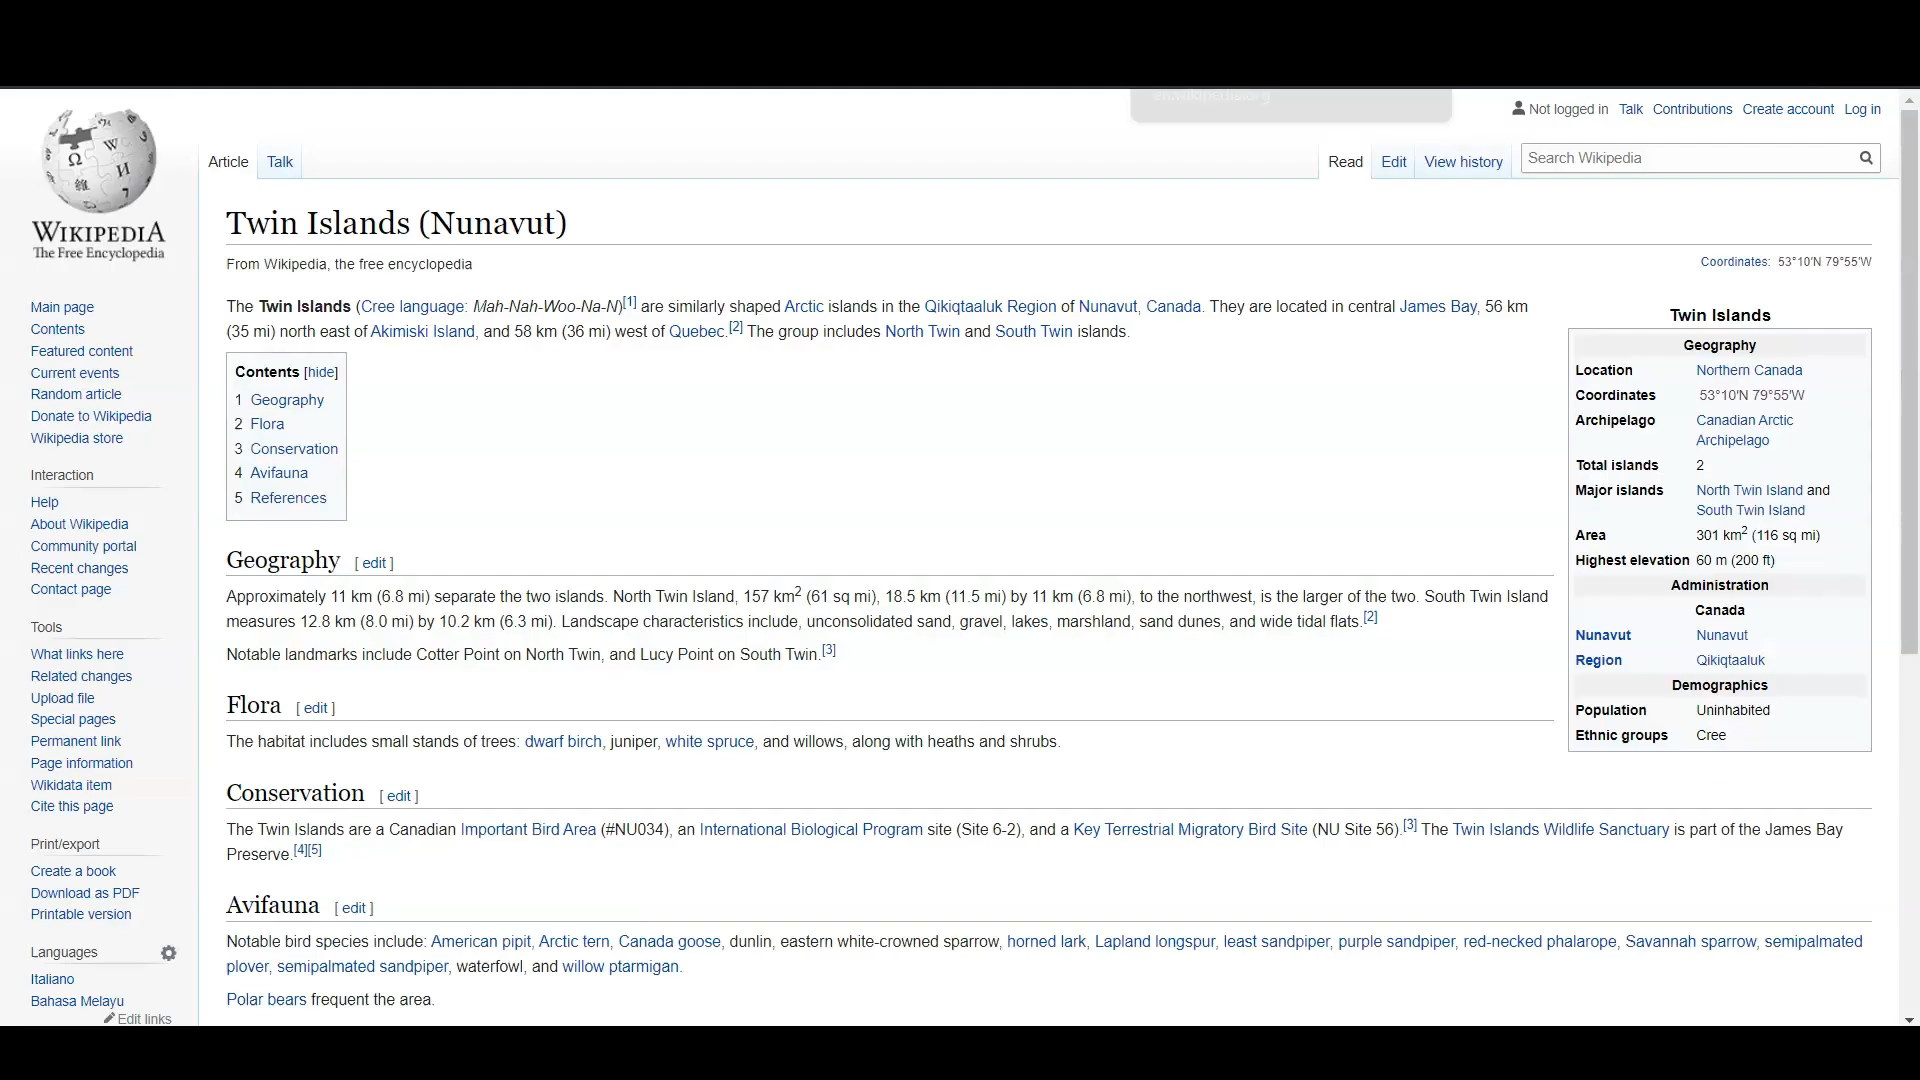 Not logged in Talk Contributions Create account Log in
Article Talk Read Edit View history Search Wikipedia
WIKIPEDIA
The Free Encyclopedia
Main page
Contents
Featured content
Current events
Random article
Donate to Wikipedia
Wikipedia store
Interaction
Help
About Wikipedia
Community portal
Recent changes
Contact page
Tools
What links here
Related changes
Upload file
Special pages
Permanent link
Page information
Wikidata item
Cite this page
Print/export
Create a book
Download as PDF
Printable version
Languages
Italiano
Bahasa Melayu
Edit links
Twin Islands (Nunavut)
From Wikipedia, the free encyclopedia
Coordinates: 53°10′N 79°55′W
The Twin Islands (Cree language: Mah-Nah-Woo-Na-N)[1] are similarly shaped Arctic islands in the Qikiqtaaluk Region of Nunavut, Canada. They are located in central James Bay, 56 km
(35 mi) north east of Akimiski Island, and 58 km (36 mi) west of Quebec.[2] The group includes North Twin and South Twin islands.
Contents [hide]
1 Geography
2 Flora
3 Conservation
4 Avifauna
5 References
Geography [ edit ]
Approximately 11 km (6.8 mi) separate the two islands. North Twin Island, 157 km2 (61 sq mi), 18.5 km (11.5 mi) by 11 km (6.8 mi), to the northwest, is the larger of the two. South Twin Island
measures 12.8 km (8.0 mi) by 10.2 km (6.3 mi). Landscape characteristics include, unconsolidated sand, gravel, lakes, marshland, sand dunes, and wide tidal flats.[2]
Notable landmarks include Cotter Point on North Twin, and Lucy Point on South Twin.[3]
Flora [ edit ]
The habitat includes small stands of trees: dwarf birch, juniper, white spruce, and willows, along with heaths and shrubs.
Conservation [ edit ]
The Twin Islands are a Canadian Important Bird Area (#NU034), an International Biological Program site (Site 6-2), and a Key Terrestrial Migratory Bird Site (NU Site 56).[3] The Twin Islands Wildlife Sanctuary is part of the James Bay
Preserve.[4][5]
Avifauna [ edit ]
Notable bird species include: American pipit, Arctic tern, Canada goose, dunlin, eastern white-crowned sparrow, horned lark, Lapland longspur, least sandpiper, purple sandpiper, red-necked phalarope, Savannah sparrow, semipalmated
plover, semipalmated sandpiper, waterfowl, and willow ptarmigan.
Polar bears frequent the area.
Twin Islands
Geography
Location Northern Canada
Coordinates 53°10′N 79°55′W
Archipelago Canadian Arctic
Archipelago
Total islands 2
Major islands North Twin Island and
South Twin Island
Area 301 km2 (116 sq mi)
Highest elevation 60 m (200 ft)
Administration
Canada
Nunavut Nunavut
Region Qikiqtaaluk
Demographics
Population Uninhabited
Ethnic groups Cree